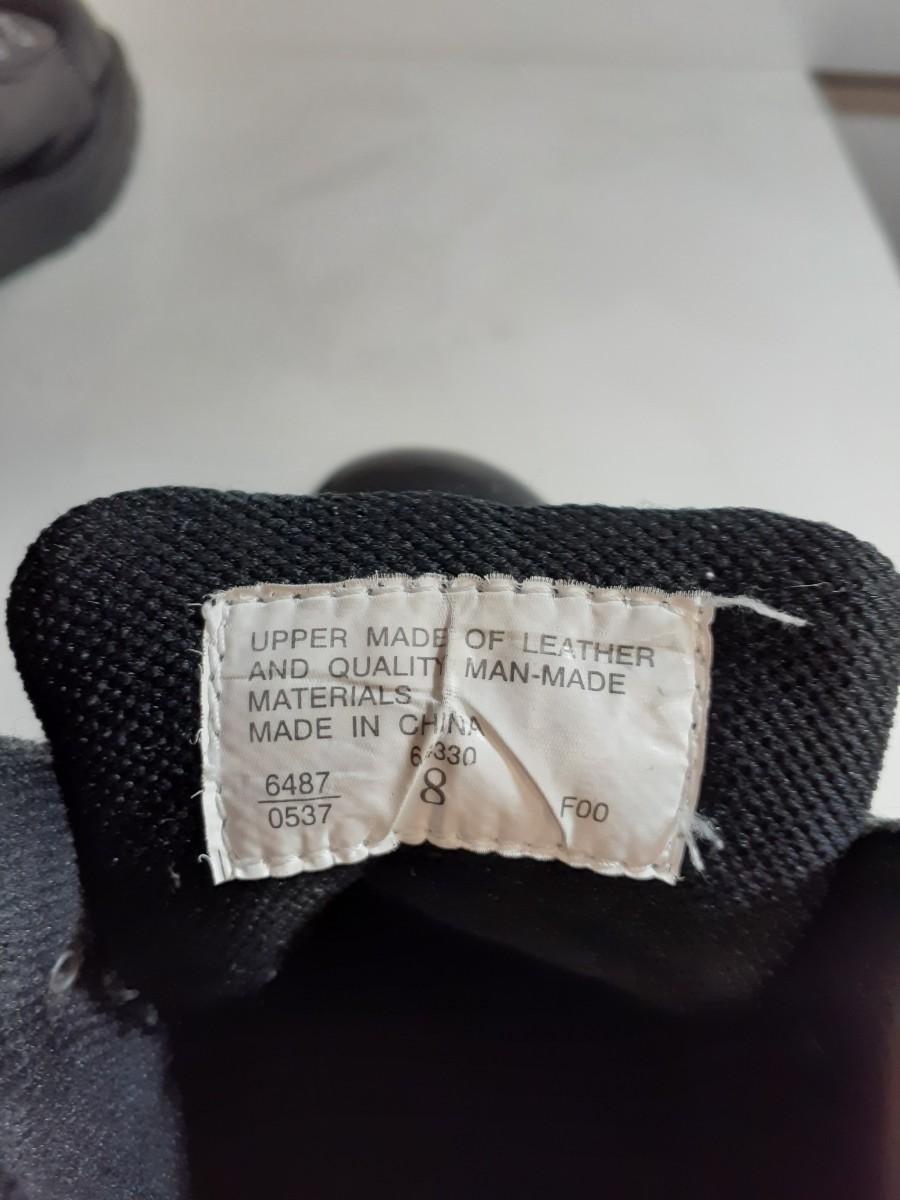 UPPER MADE OF LEATHER
AND QUALITY MAN-MADE
MATERIALS
MADE IN CHINA
6487
0537
8
F00